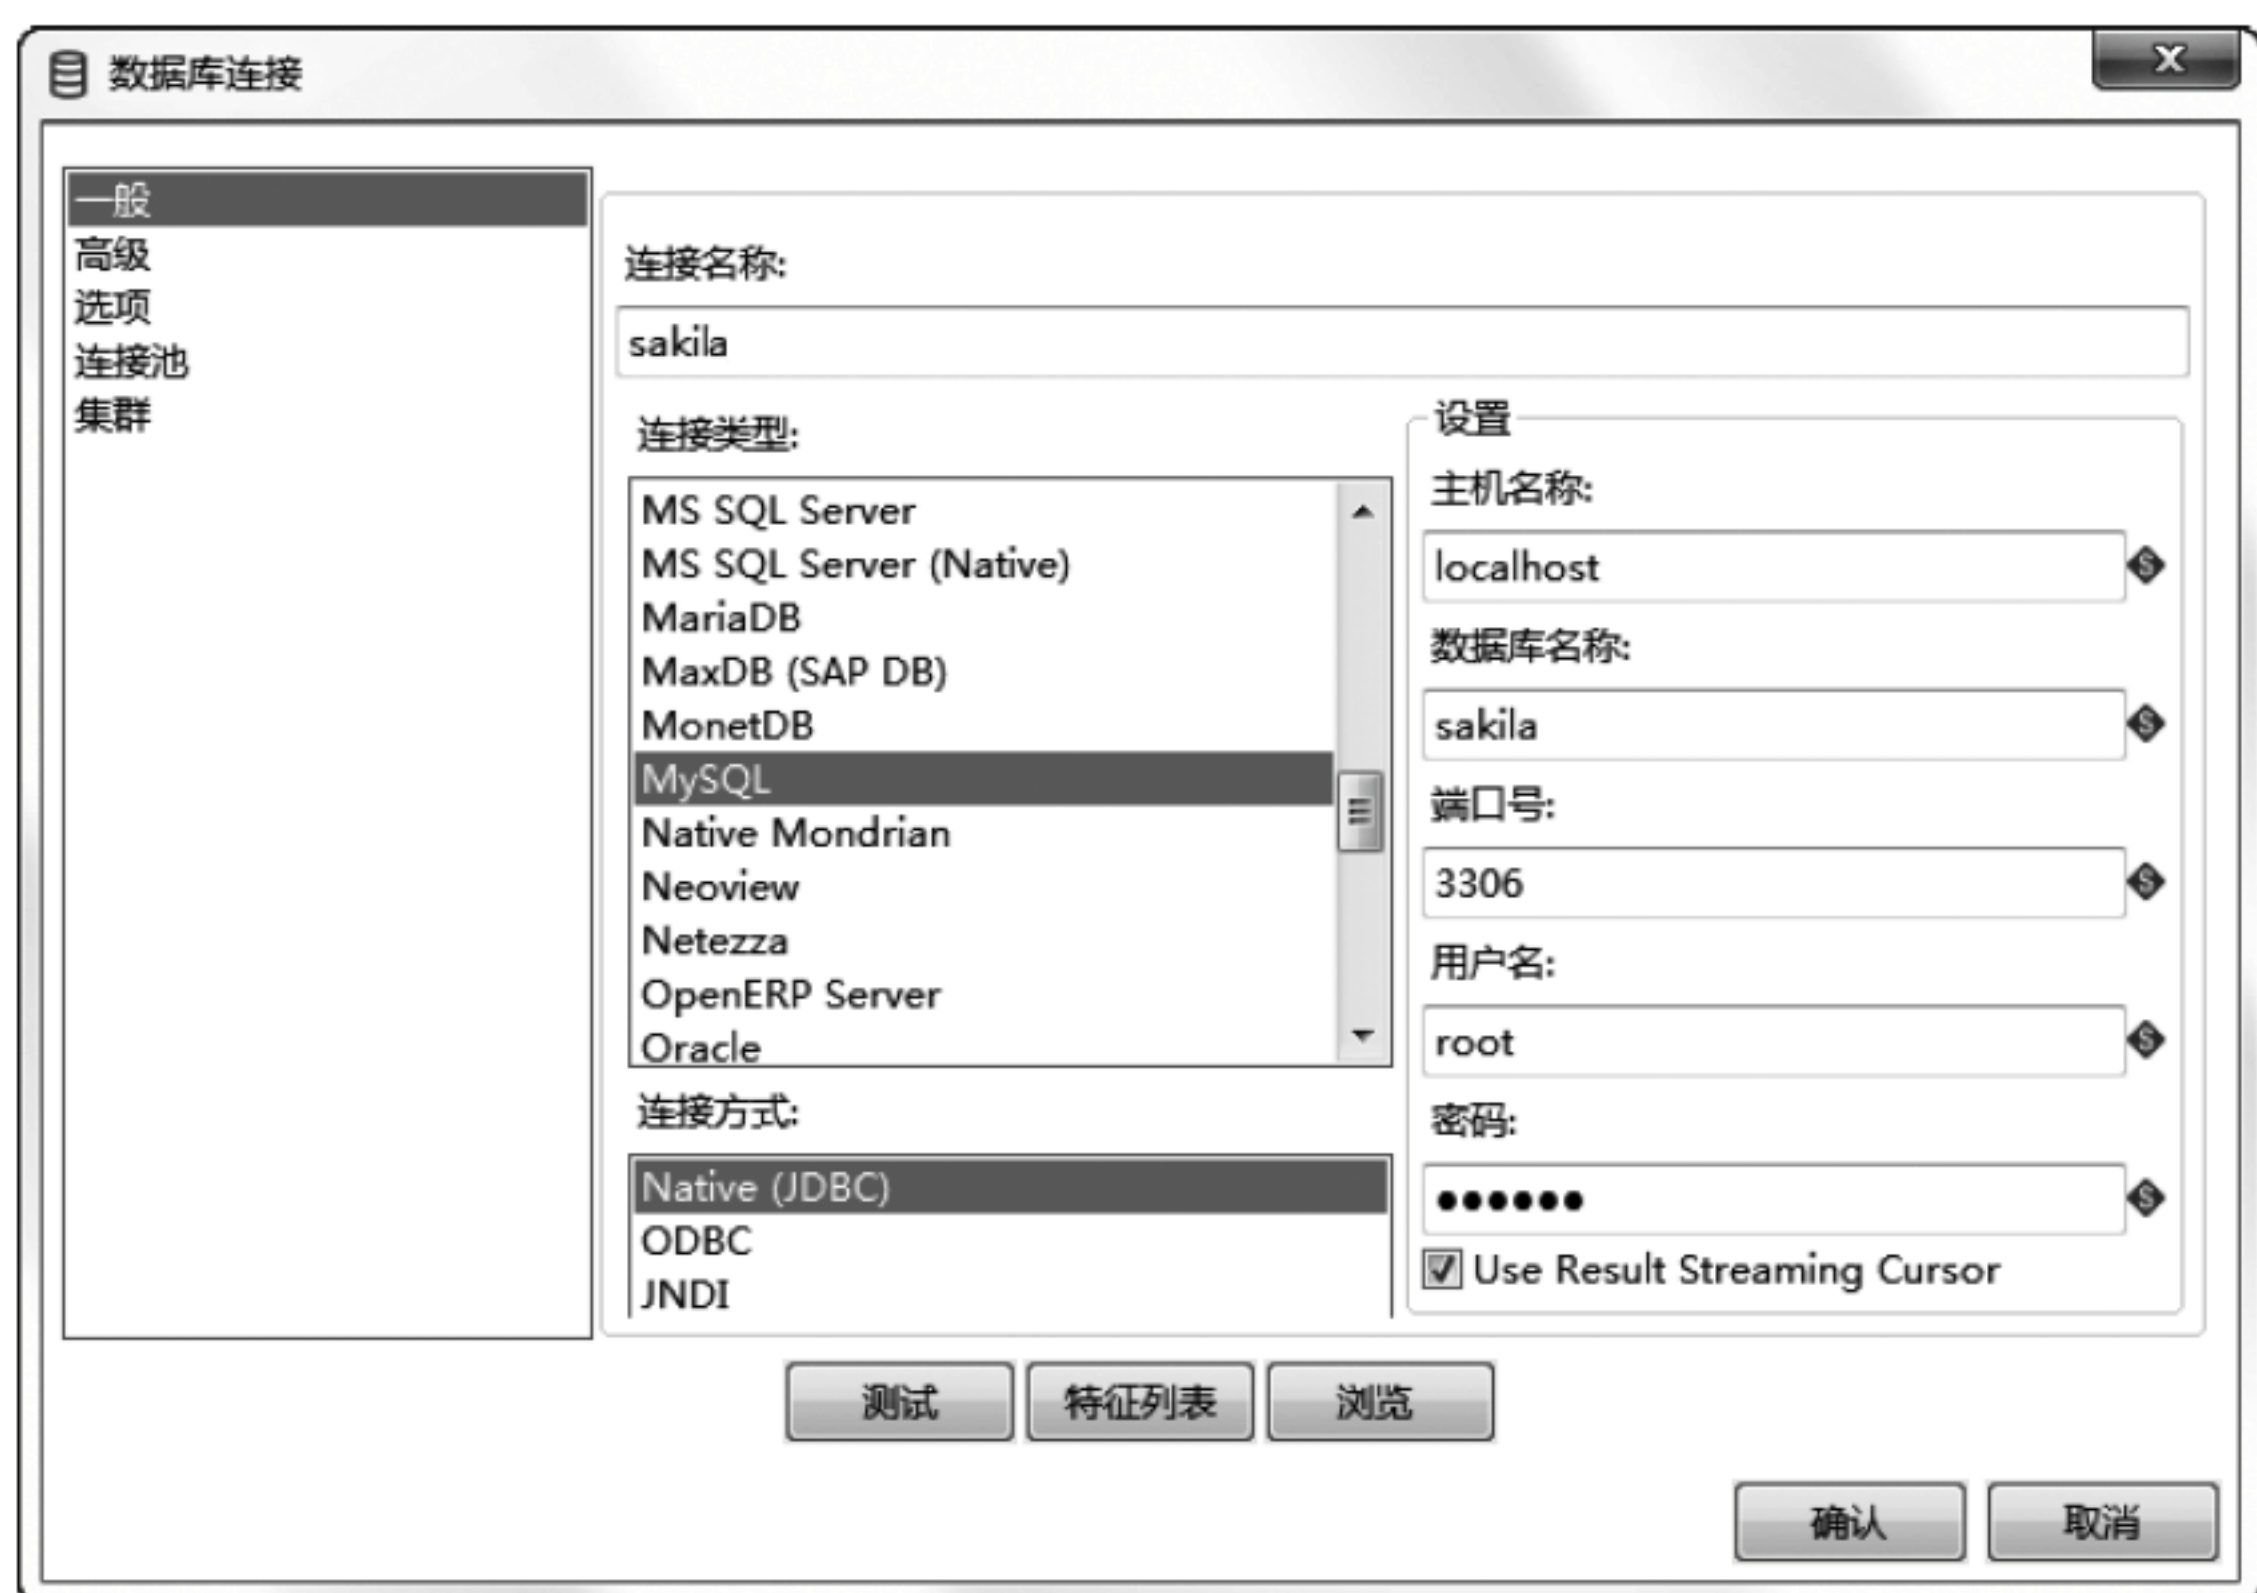 数据库连接
一般
高级
选项
连接池
集群
连接名称:
sakila
连接类型:
MS SQL Server
MS SQL Server (Native)
MariaDB
MaxDB (SAP DB)
MonetDB
MySQL
Native Mondrian
Neoview
Netezza
OpenERP Server
Oracle
连接方式:
Native (JDBC)
ODBC
JNDI
设置
主机名称:
localhost
数据库名称:
sakila
端口号:
3306
用户名:
root
密码:
●●●●●●
Use Result Streaming Cursor
测试 特征列表 浏览
确认 取消